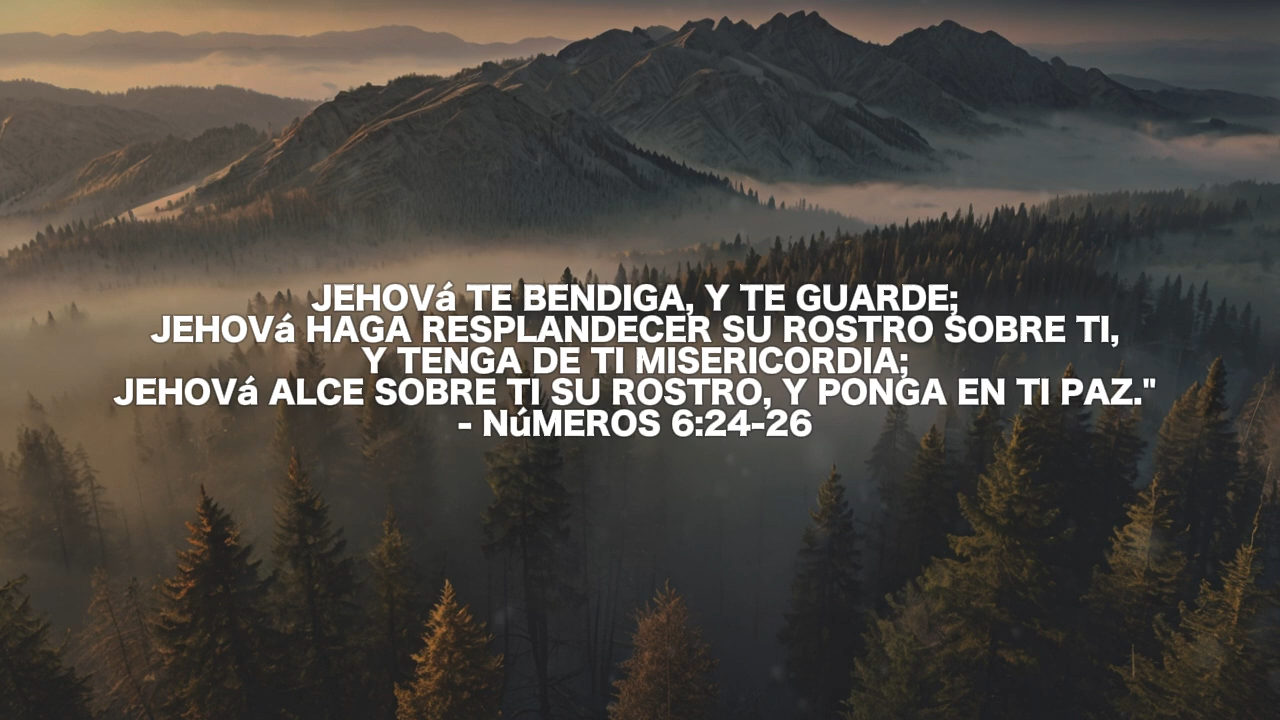 JEHOVá TE BENDIGA, Y TE GUARDE;
JEHOVá HAGA RESPLANDECER SU ROSTRO SOBRE TI,
Y TENGA DE TI MISERICORDIA;
JEHOVá ALCE SOBRE TI SU ROSTRO, Y PONGA EN TI PAZ."
- NúMEROS 6:24-26